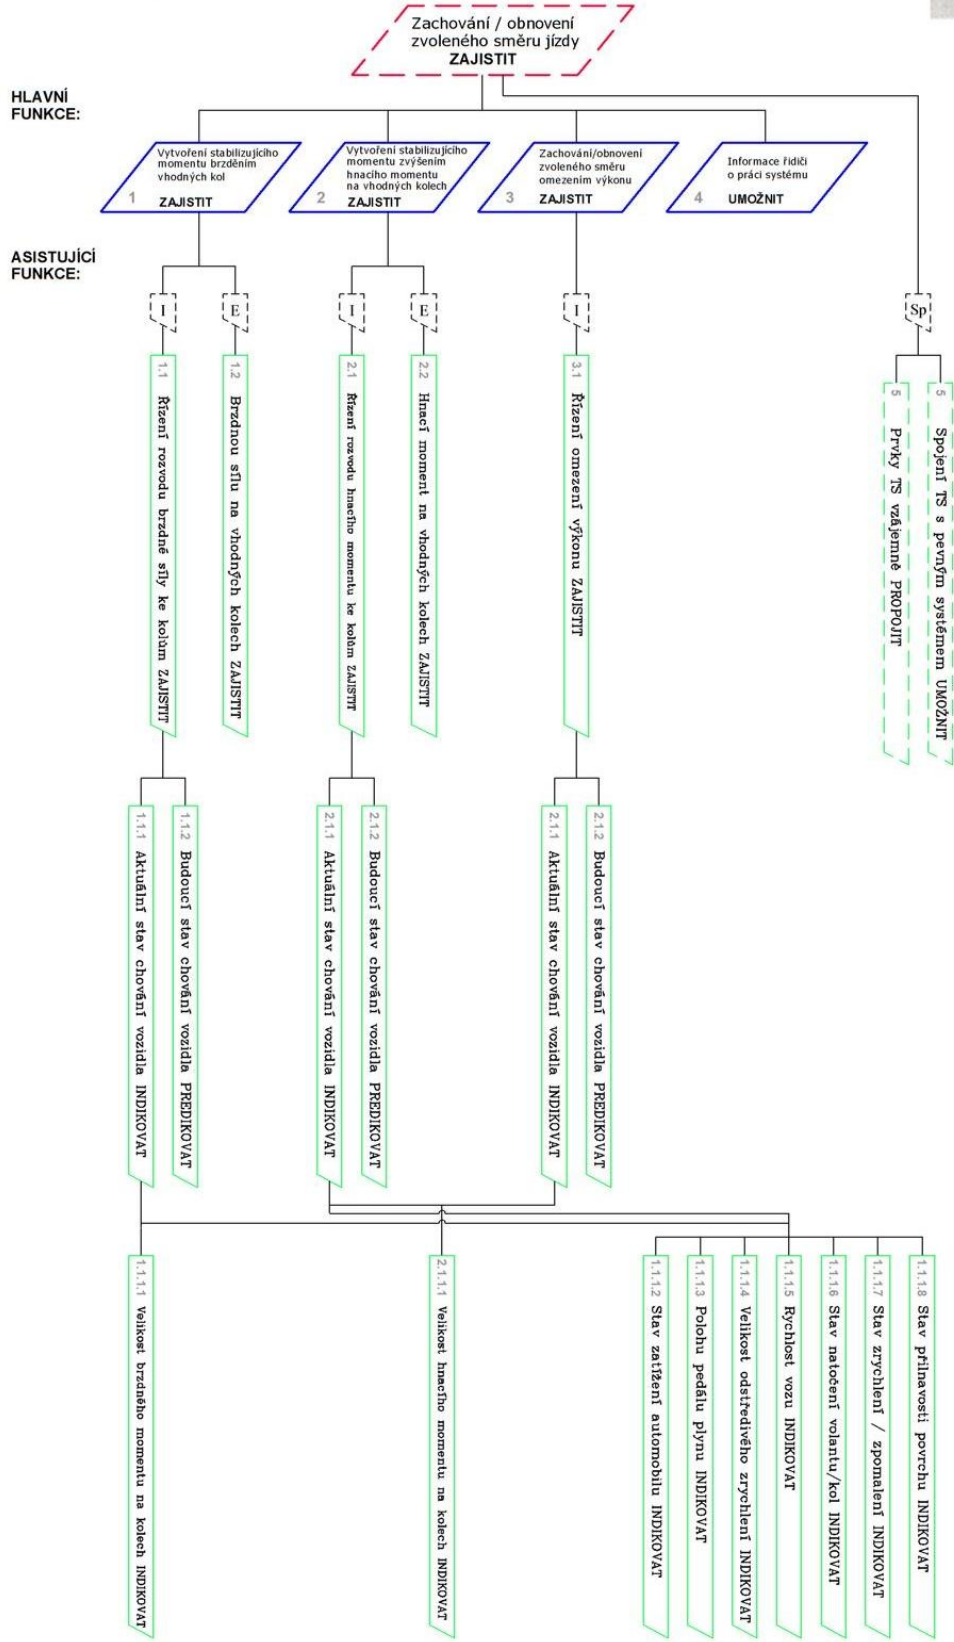 Zachování / obnovení
zvoleného směru jízdy
ZAJISTIT
HLAVNÍ
FUNKCE:
Vytvoření stabilizujícího
momentu brzděním
vhodných kol
1 ZAJISTIT
Vytvoření stabilizujícího
momentu zvýšením
hnacího momentu
na vhodných kolech
2 ZAJISTIT
Zachování/obnovení
zvoleného směru
omezením výkonu
3 ZAJISTIT
Informace řidiči
o práci systému
4 UMOŽNIT
ASISTUJÍCÍ
FUNKCE:
I
E
I
E
I
Sp
1.1 Řízení rozvodu brzdné síly ke kolům ZAJISTIT
1.2 Brzdnou sílu na vhodných kolech ZAJISTIT
2.1 Řízení rozvodu hnacího momentu ke kolům ZAJISTIT
2.2 Hnací moment na vhodných kolech ZAJISTIT
3.1 Řízení omezení výkonu ZAJISTIT
5 Prvky TS vzájemně PROPOJIT
5 Spojení TS s pevným systémem UMOŽNIT
1.1.1 Aktuální stav chování vozidla INDIKOVAT
1.1.2 Budoucí stav chování vozidla PREDIKOVAT
2.1.1 Aktuální stav chování vozidla INDIKOVAT
2.1.2 Budoucí stav chování vozidla PREDIKOVAT
2.1.1 Aktuální stav chování vozidla INDIKOVAT
2.1.2 Budoucí stav chování vozidla PREDIKOVAT
1.1.1.1 Velikost brzdného momentu na kolech INDIKOVAT
2.1.1.1 Velikost hnacího momentu na kolech INDIKOVAT
1.1.1.2 Stav zatížení automobilu INDIKOVAT
1.1.1.3 Polohu pedálu plynu INDIKOVAT
1.1.1.4 Velikost odstředivého zrychlení INDIKOVAT
1.1.1.5 Rychlost vozu INDIKOVAT
1.1.1.6 Stav natočení volantu/kol INDIKOVAT
1.1.1.7 Stav zrychlení / zpomalení INDIKOVAT
1.1.1.8 Stav přilnavosti povrchu INDIKOVAT